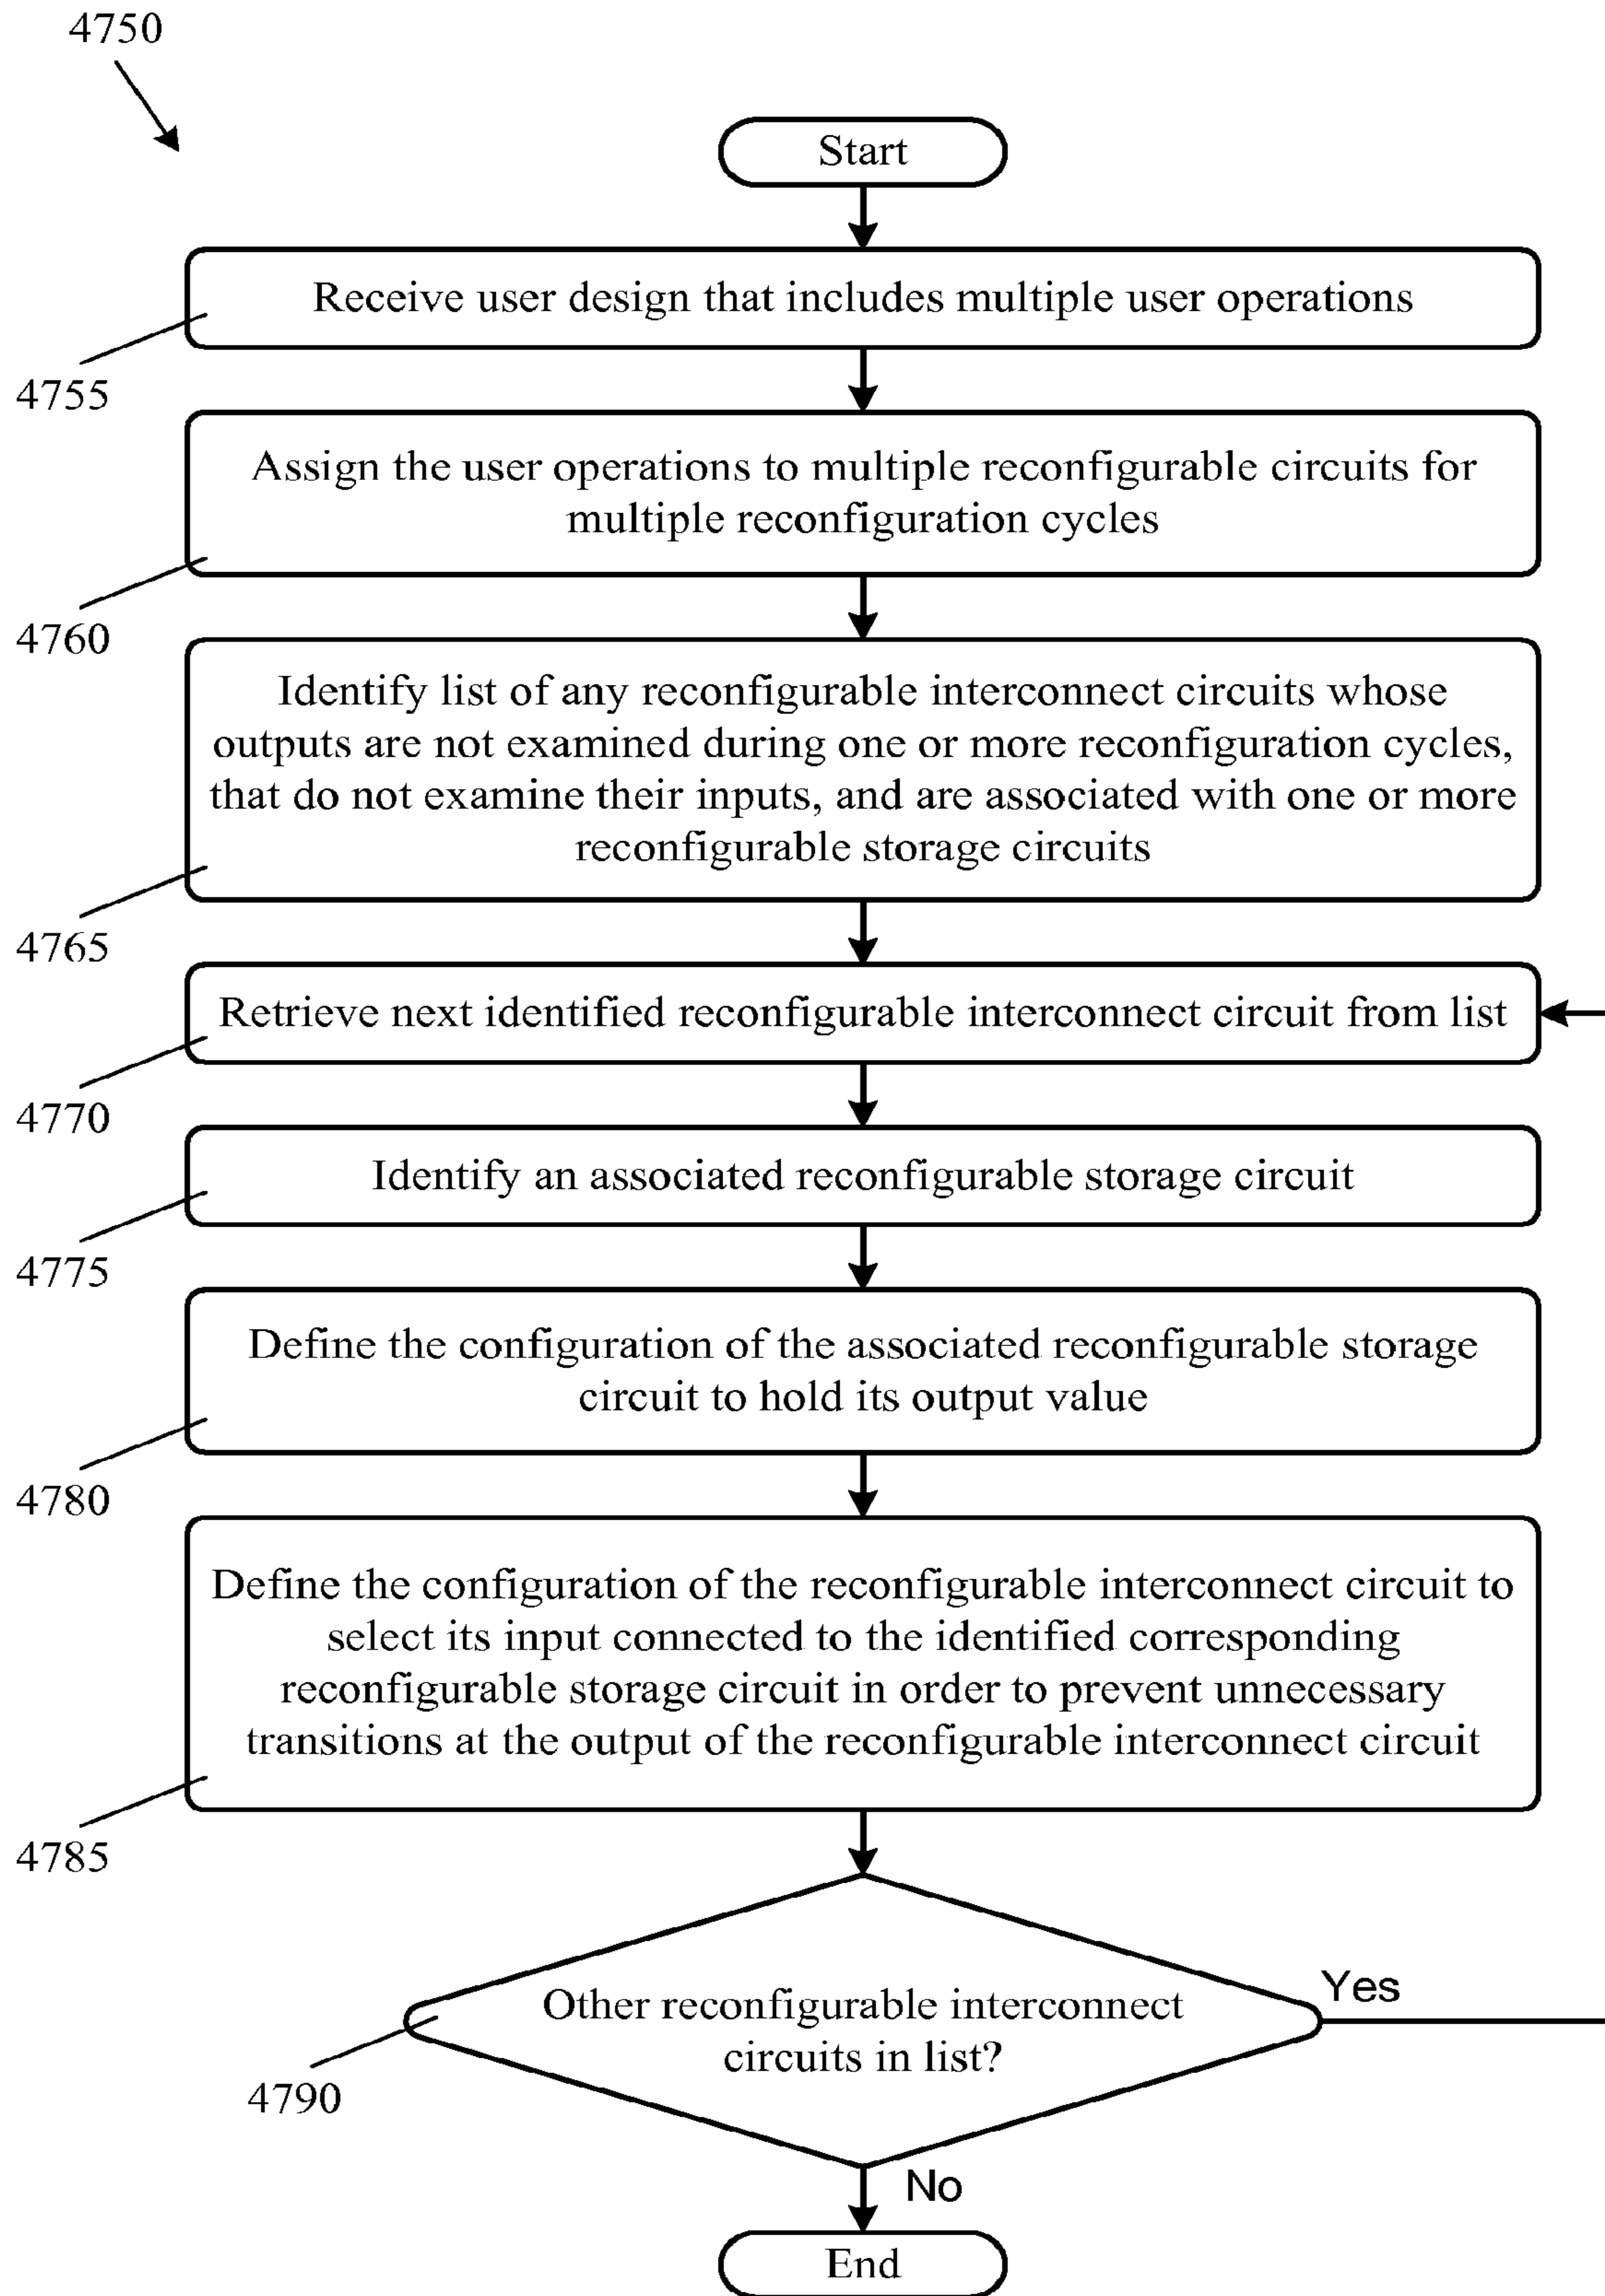 4750
Start
Receive user design that includes multiple user operations
4755
Assign the user operations to multiple reconfigurable circuits for
multiple reconfiguration cycles
4760
Identify list of any reconfigurable interconnect circuits whose
outputs are not examined during one or more reconfiguration cycles,
that do not examine their inputs, and are associated with one or more
reconfigurable storage circuits
4765
Retrieve next identified reconfigurable interconnect circuit from list
4770
Identify an associated reconfigurable storage circuit
4775
Define the configuration of the associated reconfigurable storage
circuit to hold its output value
4780
Define the configuration of the reconfigurable interconnect circuit to
select its input connected to the identified corresponding
reconfigurable storage circuit in order to prevent unnecessary
transitions at the output of the reconfigurable interconnect circuit
4785
Other reconfigurable interconnect
circuits in list?
Yes
4790
No
End